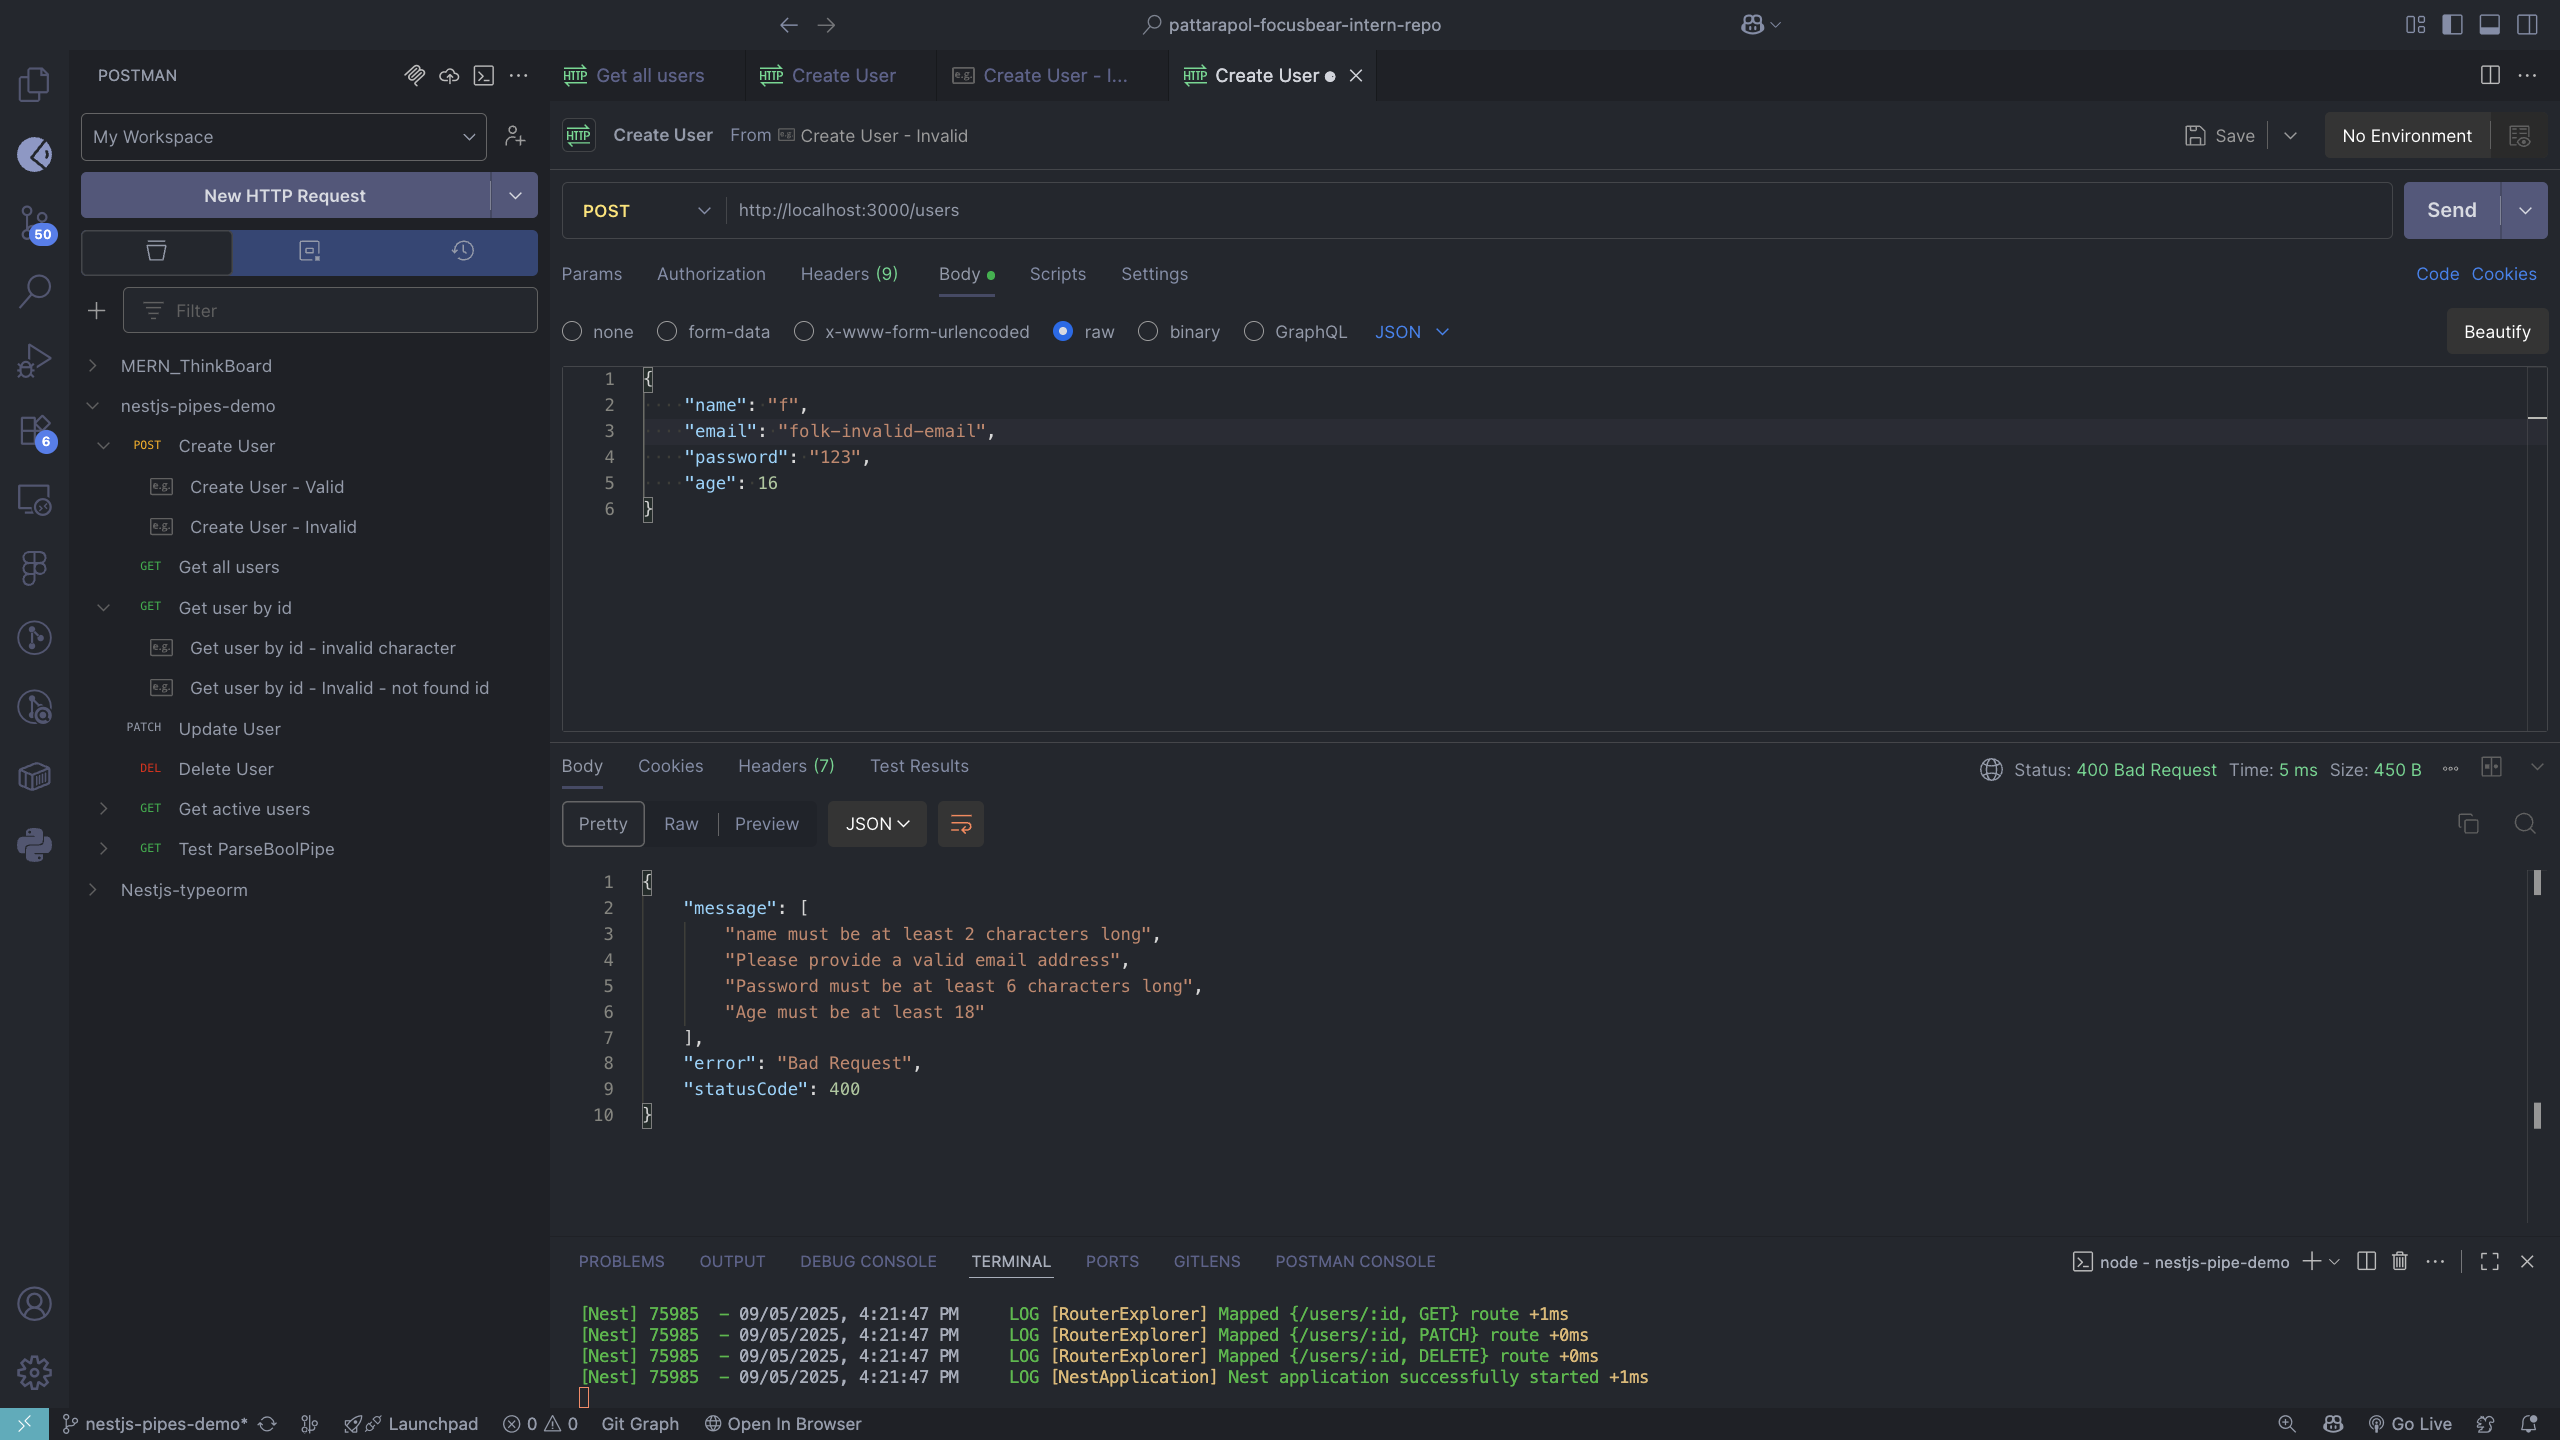 pattarapol-focusbear-intern-repo
POSTMAN
My Workspace
New HTTP Request
Filter
MERN_ThinkBoard
nestjs-pipes-demo
POST Create User
e.g. Create User - Valid
e.g. Create User - Invalid
GET Get all users
GET Get user by id
e.g. Get user by id - invalid character
e.g. Get user by id - Invalid - not found id
PATCH Update User
DEL Delete User
GET Get active users
GET Test ParseBoolPipe
Nestjs-typeorm
50
6
HTTP Get all users
HTTP Create User
e.g. Create User - I...
HTTP Create User
HTTP Create User From e.g. Create User - Invalid
Save
No Environment
POST http://localhost:3000/users
Send
Params Authorization Headers (9) Body Scripts Settings
Code Cookies
none form-data x-www-form-urlencoded raw binary GraphQL JSON
Beautify
1 {
2 ····"name": "f",
3 ····"email": "folk-invalid-email",
4 ····"password": "123",
5 ····"age": 16
6 }
Body Cookies Headers (7) Test Results
Status: 400 Bad Request Time: 5 ms Size: 450 B
Pretty Raw Preview JSON
1 {
2 "message": [
3 "name must be at least 2 characters long",
4 "Please provide a valid email address",
5 "Password must be at least 6 characters long",
6 "Age must be at least 18"
7 ],
8 "error": "Bad Request",
9 "statusCode": 400
10 }
PROBLEMS OUTPUT DEBUG CONSOLE TERMINAL PORTS GITLENS POSTMAN CONSOLE
node - nestjs-pipe-demo
[Nest] 75985 - 09/05/2025, 4:21:47 PM LOG [RouterExplorer] Mapped {/users/:id, GET} route +1ms
[Nest] 75985 - 09/05/2025, 4:21:47 PM LOG [RouterExplorer] Mapped {/users/:id, PATCH} route +0ms
[Nest] 75985 - 09/05/2025, 4:21:47 PM LOG [RouterExplorer] Mapped {/users/:id, DELETE} route +0ms
[Nest] 75985 - 09/05/2025, 4:21:47 PM LOG [NestApplication] Nest application successfully started +1ms
nestjs-pipes-demo* Launchpad 0 0 Git Graph Open In Browser
Go Live